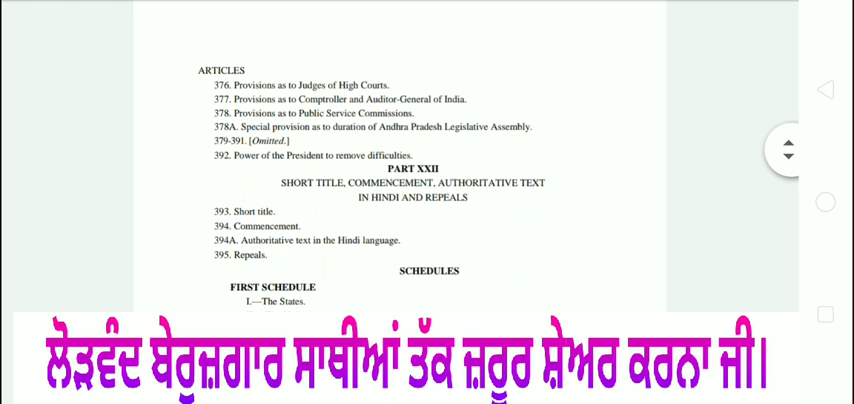 ARTICLES
376. Provisions as to Judges of High Courts.
377. Provisions as to Comptroller and Auditor-General of India.
378. Provisions as to Public Service Commissions.
378A. Special provision as to duration of Andhra Pradesh Legislative Assembly.
379-391. [Omitted.]
392. Power of the President to remove difficulties.
PART XXII
SHORT TITLE, COMMENCEMENT, AUTHORITATIVE TEXT
IN HINDI AND REPEALS
393. Short title.
394. Commencement.
394A. Authoritative text in the Hindi language.
395. Repeals.
SCHEDULES
FIRST SCHEDULE
I.—The States.
ਲੋੜਵੰਦ ਬੇਰੁਜ਼ਗਾਰ ਸਾਥੀਆਂ ਤੱਕ ਜ਼ਰੂਰ ਸ਼ੇਅਰ ਕਰਨਾ ਜੀ।